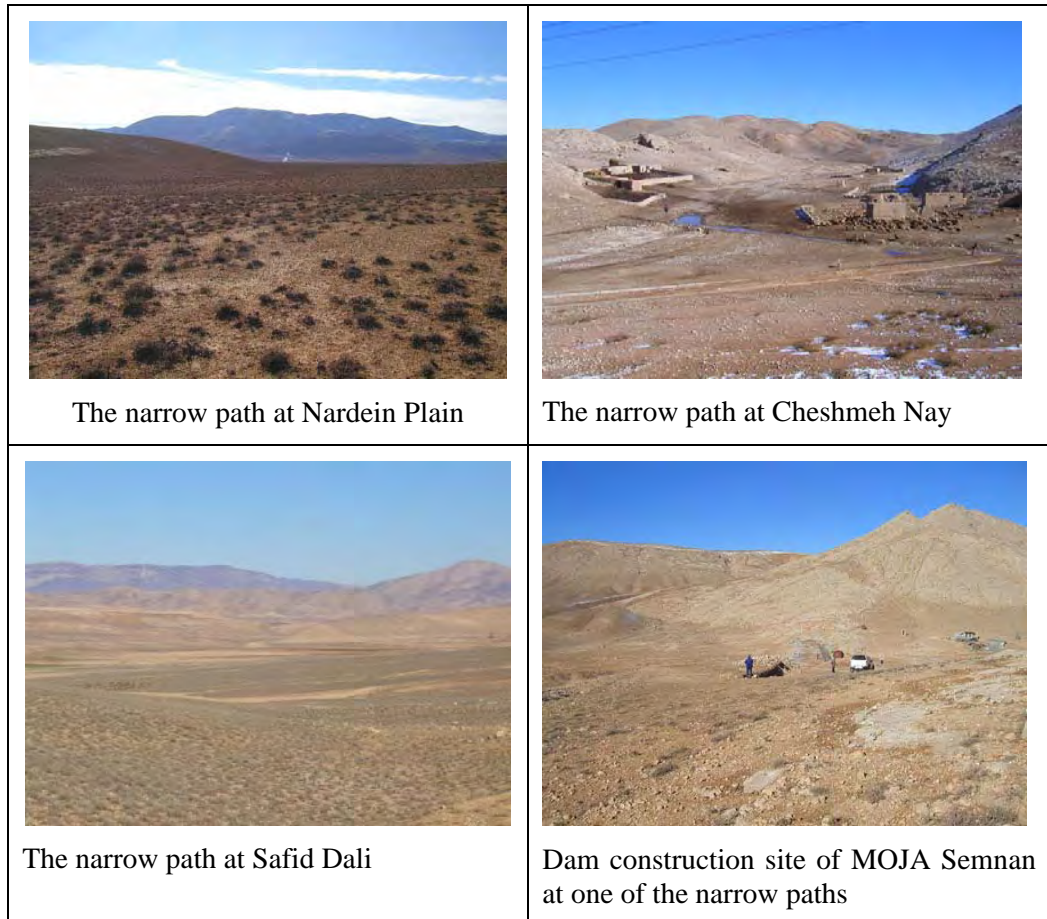 The narrow path at Nardein Plain
The narrow path at Cheshmeh Nay
The narrow path at Safid Dali
Dam construction site of MOJA Semnan
at one of the narrow paths